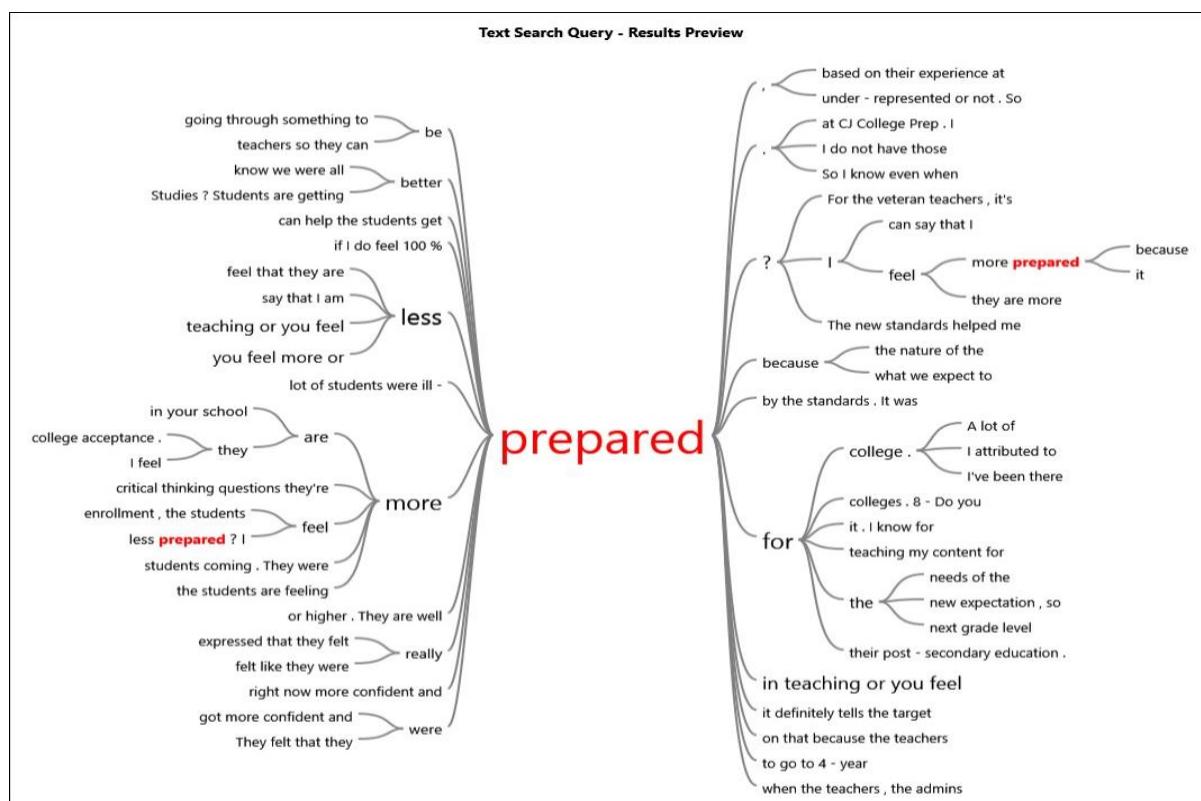 Text Search Query - Results Preview
going through something to
teachers so they can
be
know we were all
Studies ? Students are getting
better
can help the students get
if I do feel 100 %
feel that they are
say that I am
teaching or you feel
you feel more or
less
lot of students were ill -
in your school
college acceptance .
I feel
they
are
critical thinking questions they're
enrollment , the students
less prepared ? I
feel
students coming . They were
the students are feeling
more
or higher . They are well
expressed that they felt
felt like they were
really
right now more confident and
got more confident and
They felt that they
were
prepared
,
based on their experience at
under - represented or not . So
.
at CJ College Prep . I
I do not have those
So I know even when
?
For the veteran teachers , it's
I
can say that I
feel
more prepared
because
it
they are more
The new standards helped me
because
the nature of the
what we expect to
by the standards . It was
for
college .
A lot of
I attributed to
I've been there
colleges . 8 - Do you
it . I know for
teaching my content for
the
needs of the
new expectation , so
next grade level
their post - secondary education .
in teaching or you feel
it definitely tells the target
on that because the teachers
to go to 4 - year
when the teachers , the admins